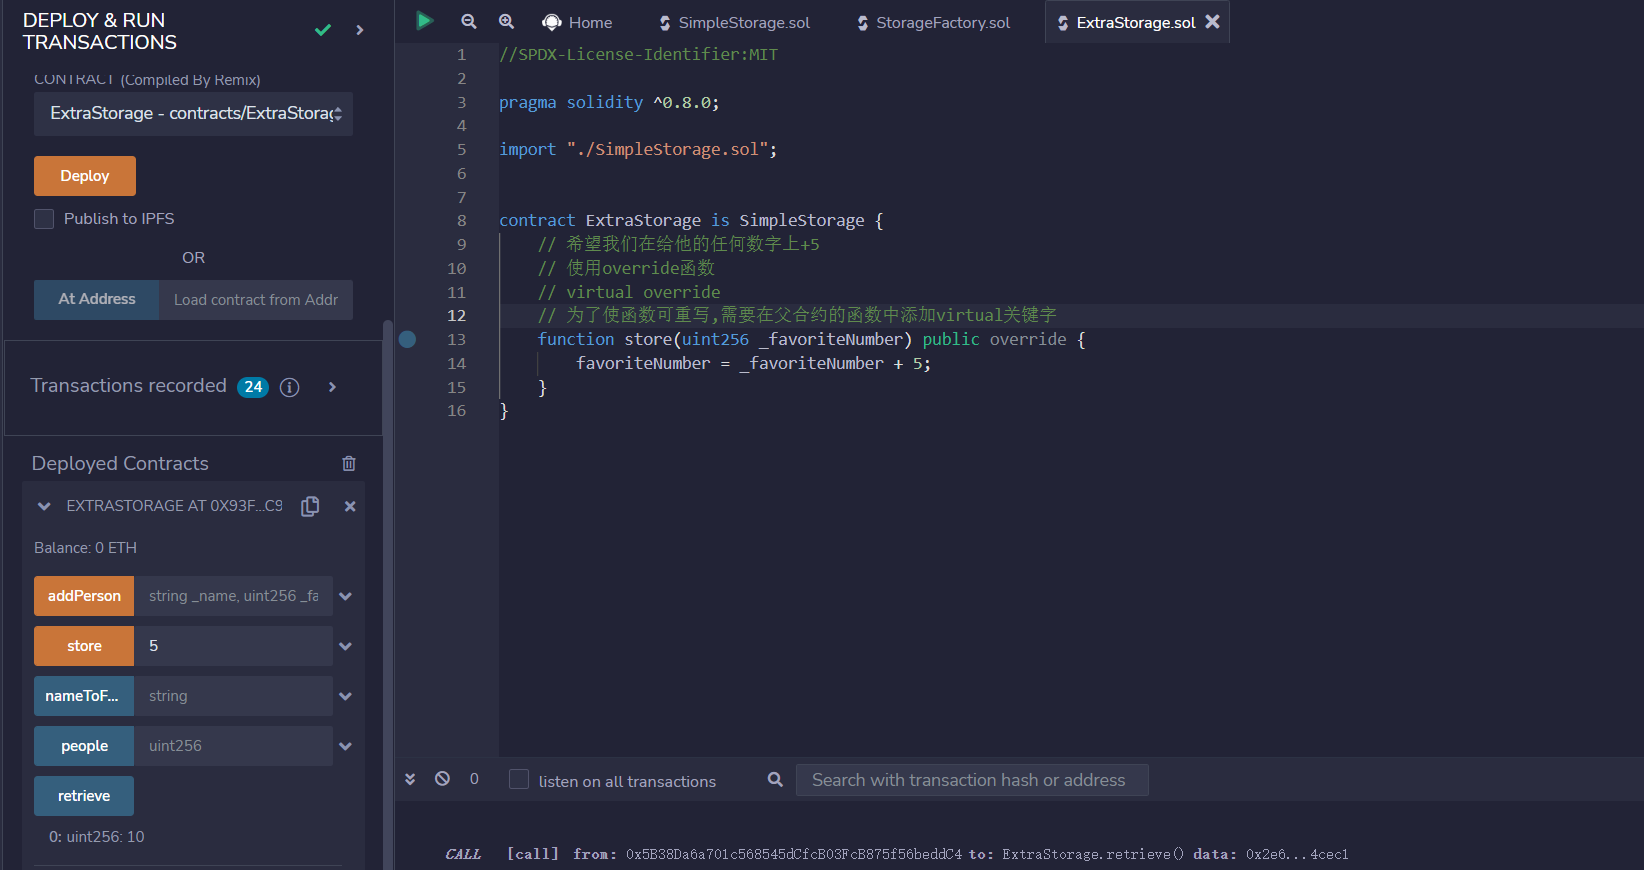 DEPLOY & RUN
TRANSACTIONS
CONTRACT (Compiled By Remix)
ExtraStorage - contracts/ExtraStorag
Deploy
Publish to IPFS
OR
At Address
Load contract from Addr
Transactions recorded 24
Deployed Contracts
EXTRASTORAGE AT 0X93F...C9
Balance: 0 ETH
addPerson
string _name, uint256 _fa
store
5
nameToF...
string
people
uint256
retrieve
0: uint256: 10
Home
SimpleStorage.sol
StorageFactory.sol
ExtraStorage.sol
1 //SPDX-License-Identifier:MIT
2
3 pragma solidity ^0.8.0;
4
5 import "./SimpleStorage.sol";
6
7
8 contract ExtraStorage is SimpleStorage {
9 // 希望我们在给他的任何数字上+5
10 // 使用override函数
11 // virtual override
12 // 为了使函数可重写,需要在父合约的函数中添加virtual关键字
13 function store(uint256 _favoriteNumber) public override {
14 favoriteNumber = _favoriteNumber + 5;
15 }
16 }
0
listen on all transactions
Search with transaction hash or address
CALL [call] from: 0x5B38Da6a701c568545dCfcB03FcB875f56beddC4 to: ExtraStorage.retrieve() data: 0x2e6...4cec1